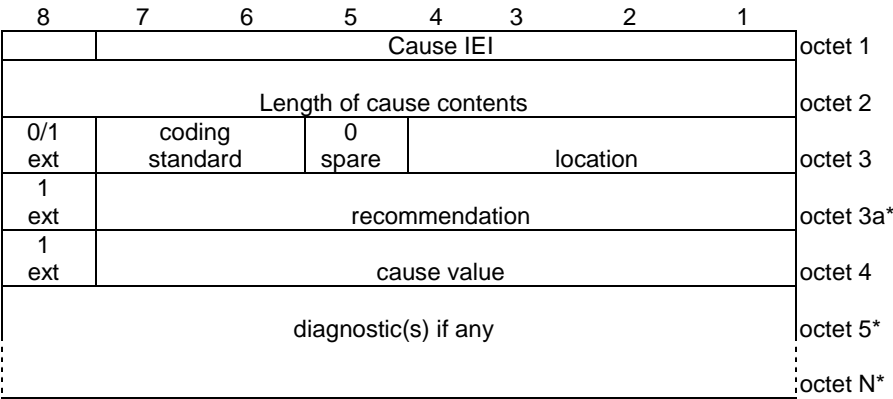 8 7 6 5 4 3 2 1
Cause IEI octet 1
Length of cause contents octet 2
0/1 coding 0
ext standard spare location octet 3
1
ext recommendation octet 3a*
1
ext cause value octet 4
diagnostic(s) if any octet 5*
octet N*